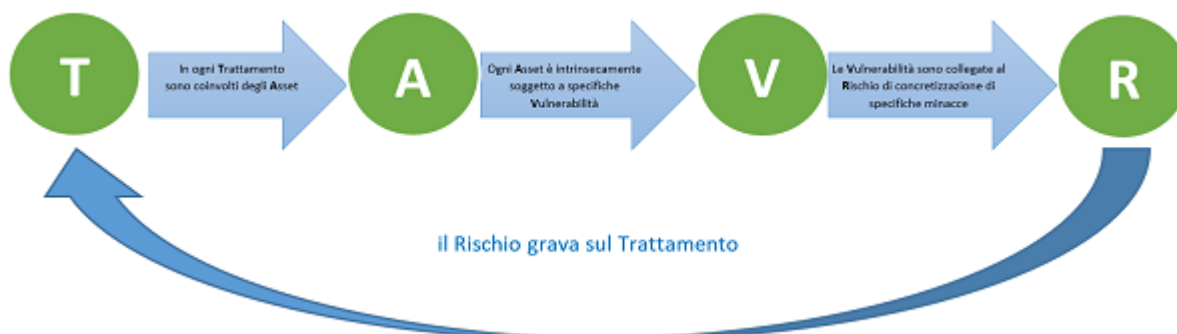 T
In ogni Trattamento
sono coinvolti degli Asset
A
Ogni Asset è intrinsecamente
soggetto a specifiche
Vulnerabilità
V
Le Vulnerabilità sono collegate al
Rischio di concretizzazione di
specifiche minacce
R
il Rischio grava sul Trattamento